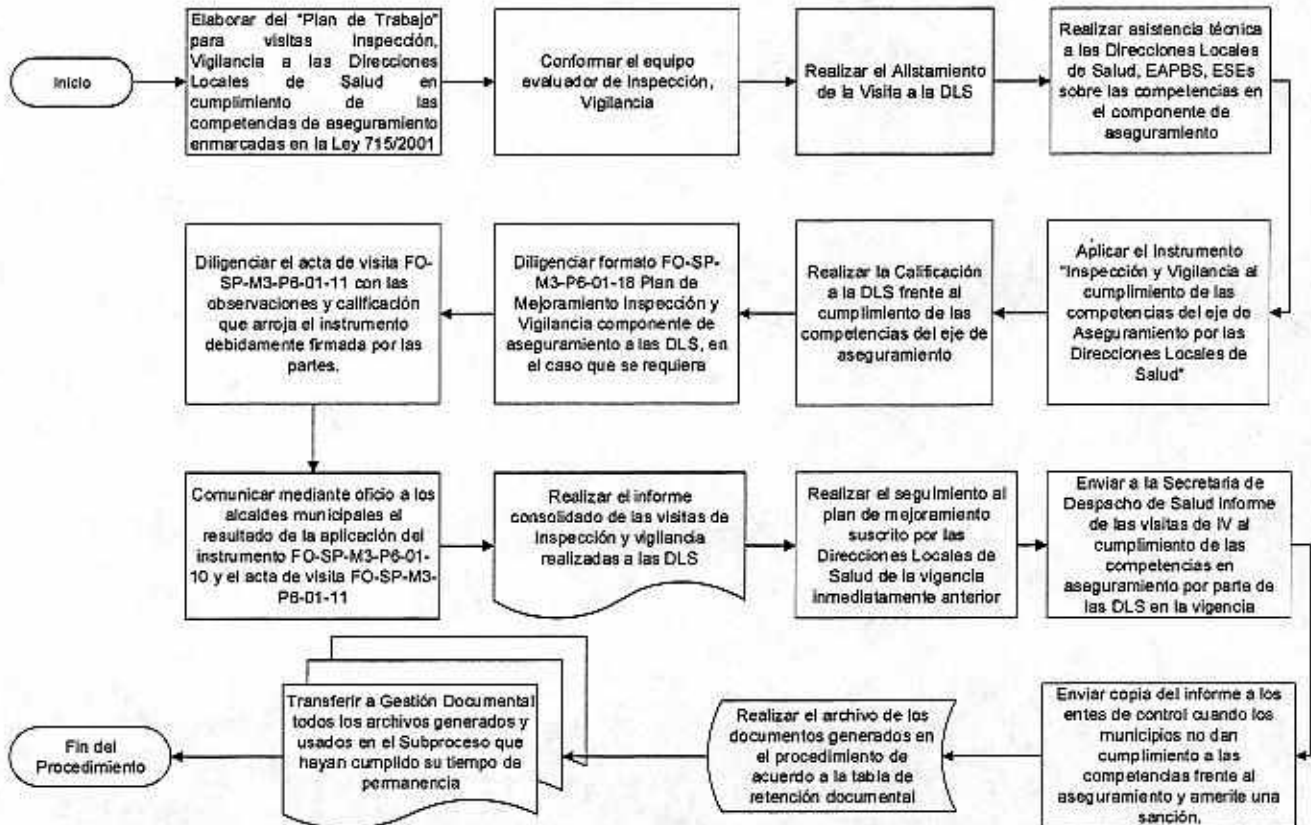 Inicio
Elaborar del "Plan de Trabajo"
para visitas Inspección,
Vigilancia a las Direcciones
Locales de Salud en
cumplimiento de las
competencias de aseguramiento
enmarcadas en la Ley 715/2001
Conformar el equipo
evaluador de Inspección,
Vigilancia
Realizar el Alistamiento
de la Visita a la DLS
Realizar asistencia técnica
a las Direcciones Locales
de Salud, EAPBS, ESEs
sobre las competencias en
el componente de
aseguramiento
Aplicar el Instrumento
"Inspección y Vigilancia al
cumplimiento de las
competencias del eje de
Aseguramiento por las
Direcciones Locales de
Salud"
Realizar la Calificación
a la DLS frente al
cumplimiento de las
competencias del eje de
aseguramiento
Diligenciar formato FO-SP-
M3-P6-01-18 Plan de
Mejoramiento Inspección y
Vigilancia componente de
aseguramiento a las DLS, en
el caso que se requiera
Diligenciar el acta de visita FO-
SP-M3-P6-01-11 con las
observaciones y calificación
que arroja el instrumento
debidamente firmada por las
partes.
Comunicar mediante oficio a los
alcaldes municipales el
resultado de la aplicación del
instrumento FO-SP-M3-P6-01-
10 y el acta de visita FO-SP-M3-
P6-01-11
Realizar el informe
consolidado de las visitas de
Inspección y vigilancia
realizadas a las DLS
Realizar el seguimiento al
plan de mejoramiento
suscrito por las
Direcciones Locales de
Salud de la vigencia
inmediatamente anterior
Enviar a la Secretaria de
Despacho de Salud informe
de las visitas de IV al
cumplimiento de las
competencias en
aseguramiento por parte de
las DLS en la vigencia
Enviar copia del informe a los
entes de control cuando los
municipios no dan
cumplimiento a las
competencias frente al
aseguramiento y amerite una
sanción.
Realizar el archivo de los
documentos generados en
el procedimiento de
acuerdo a la tabla de
retención documental
Transferir a Gestión Documental
todos los archivos generados y
usados en el Subproceso que
hayan cumplido su tiempo de
permanencia
Fin del
Procedimiento